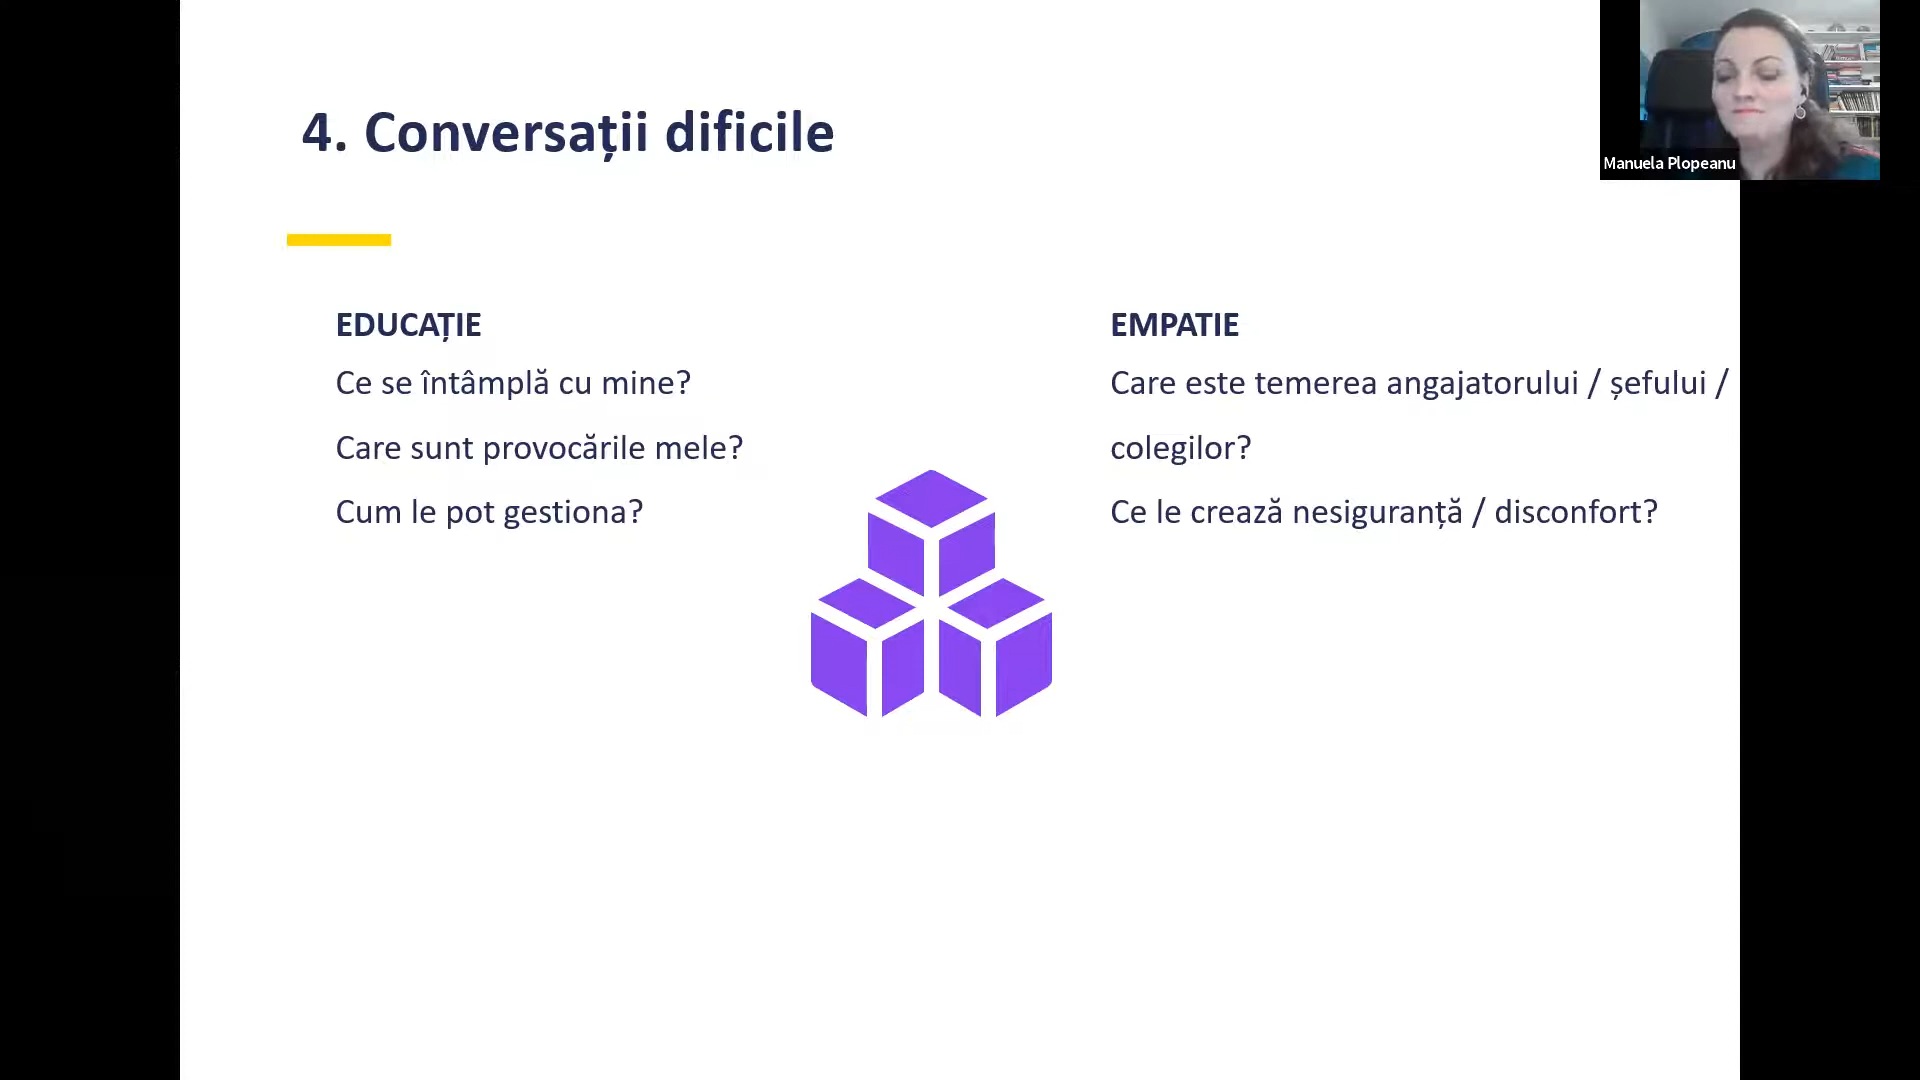 4. Conversații dificile
Manuela Plopeanu
EDUCAȚIE
Ce se întâmplă cu mine?
Care sunt provocările mele?
Cum le pot gestiona?
EMPATIE
Care este temerea angajatorului / șefului /
colegilor?
Ce le crează nesiguranță / disconfort?